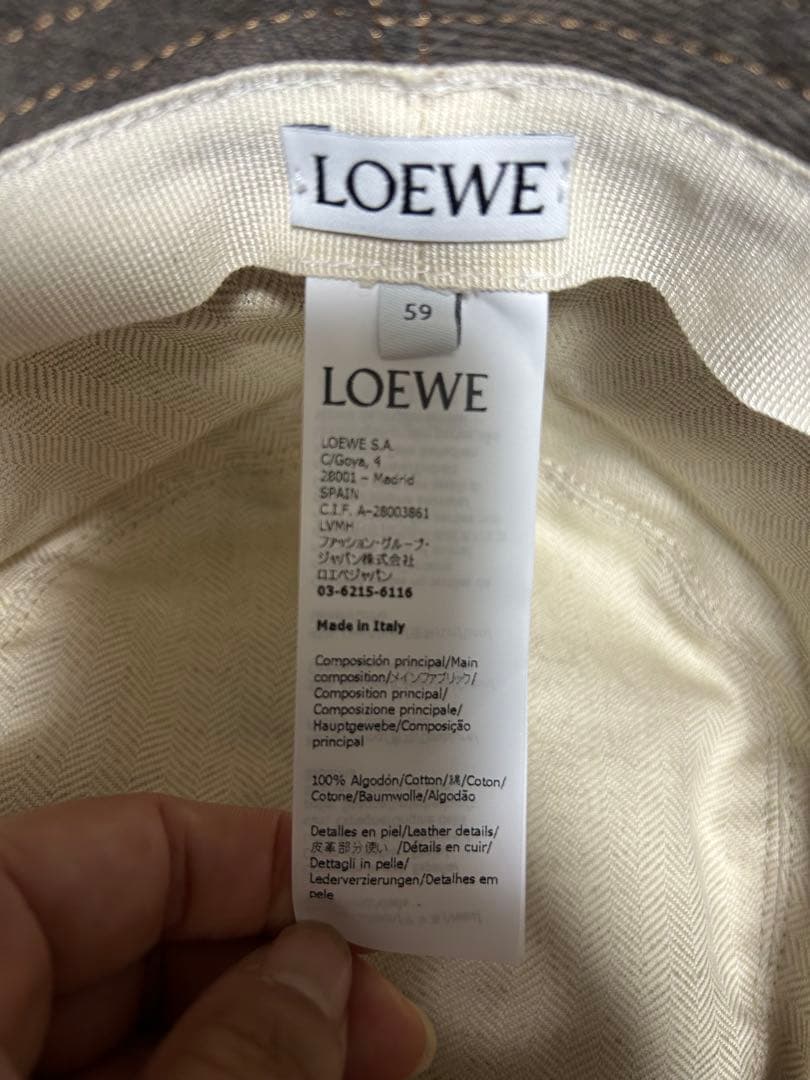 LOEWE
59
LOEWE
LOEWE S.A.
C/Goya, 4
28001 - Madrid
SPAIN
C.I.F. A-28003861
LVMH
ファッション・グループ・
ジャパン株式会社
ロエベジャパン
03-6215-6116
Made in Italy
Composición principal/Main
composition/メインファブリック/
Composition principal/
Composizione principale/
Hauptgewebe/Composição
principal
100% Algodón/Cotton/綿/Coton/
Cotone/Baumwolle/Algodão
Detalles en piel/Leather details/
皮革部分使い /Détails en cuir/
Dettagli in pelle/
Lederverzierungen/Detalhes em
pele